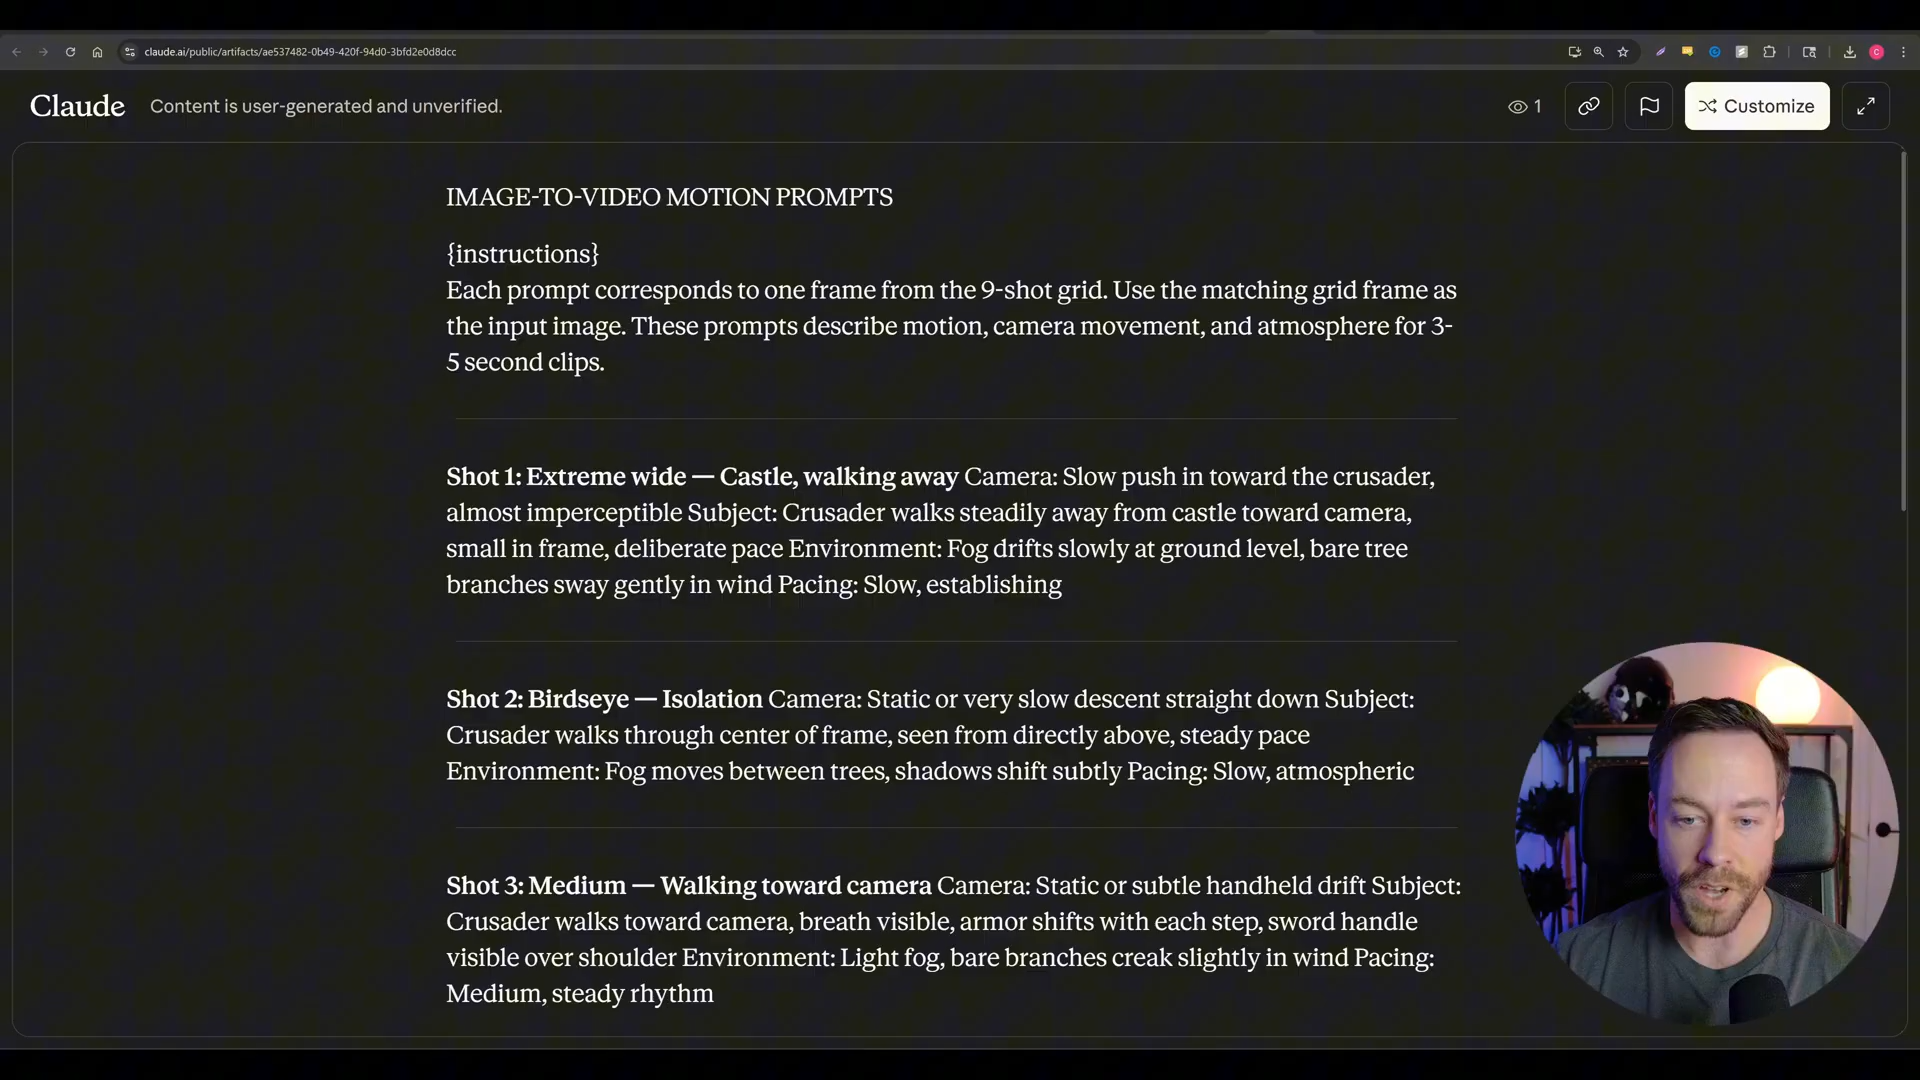 claude.ai/public/artifacts/ae537482-0b49-420f-94d0-3bfd2e0d8dcc
C
Claude
Content is user-generated and unverified.
1
Customize
IMAGE-TO-VIDEO MOTION PROMPTS
{instructions}
Each prompt corresponds to one frame from the 9-shot grid. Use the matching grid frame as
the input image. These prompts describe motion, camera movement, and atmosphere for 3-
5 second clips.
Shot 1: Extreme wide — Castle, walking away Camera: Slow push in toward the crusader,
almost imperceptible Subject: Crusader walks steadily away from castle toward camera,
small in frame, deliberate pace Environment: Fog drifts slowly at ground level, bare tree
branches sway gently in wind Pacing: Slow, establishing
Shot 2: Birdseye — Isolation Camera: Static or very slow descent straight down Subject:
Crusader walks through center of frame, seen from directly above, steady pace
Environment: Fog moves between trees, shadows shift subtly Pacing: Slow, atmospheric
Shot 3: Medium — Walking toward camera Camera: Static or subtle handheld drift Subject:
Crusader walks toward camera, breath visible, armor shifts with each step, sword handle
visible over shoulder Environment: Light fog, bare branches creak slightly in wind Pacing:
Medium, steady rhythm